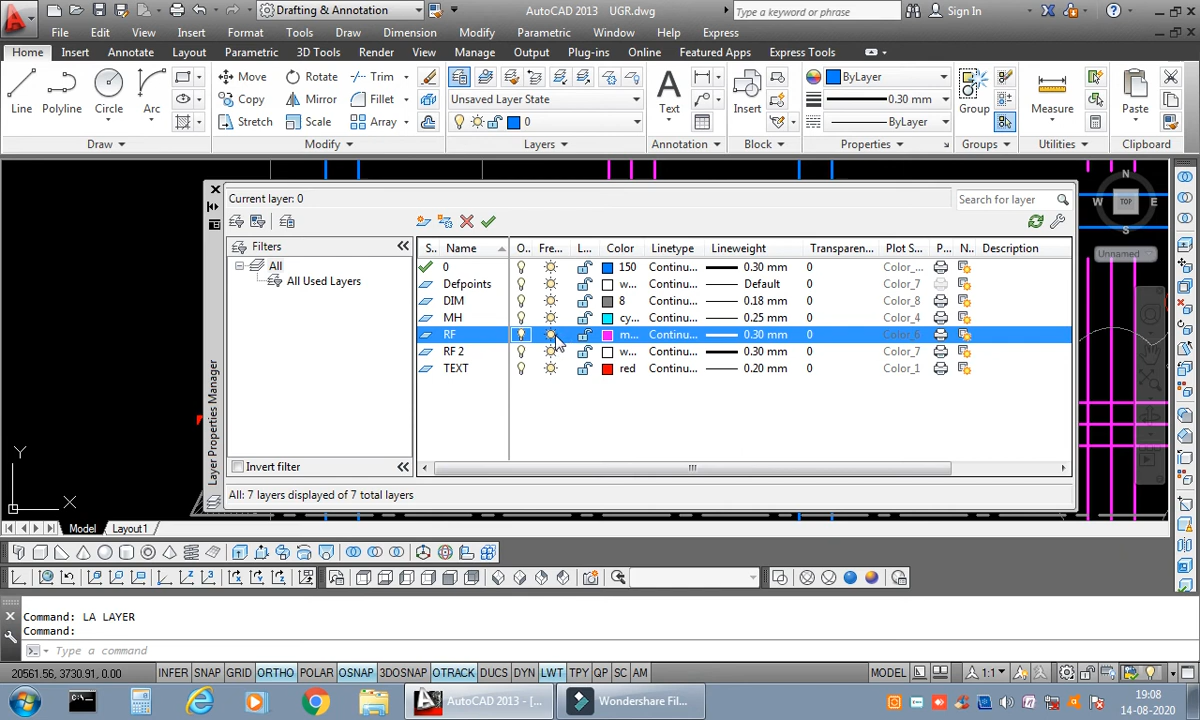 Drafting & Annotation
AutoCAD 2013 UGR.dwg
Type a keyword or phrase
Sign In
File Edit View Insert Format Tools Draw Dimension Modify Parametric Window Help Express
Home Insert Annotate Layout Parametric 3D Tools Render View Manage Output Plug-ins Online Featured Apps Express Tools
Line Polyline Circle Arc
Move Rotate Trim
Copy Mirror Fillet
Stretch Scale Array
Unsaved Layer State
0
Text
Insert
ByLayer
0.30 mm
ByLayer
Group
Measure
Paste
Draw Modify Layers Annotation Block Properties Groups Utilities Clipboard
N
W TOP E
S
Unnamed
Layer Properties Manager
Current layer: 0
Search for layer
Filters
All
All Used Layers
Invert filter
S.. Name O.. Fre... L... Color Linetype Lineweight Transparen... Plot S... P... N.. Description
0 150 Continu... 0.30 mm 0 Color_...
Defpoints w... Continu... Default 0 Color_7
DIM 8 Continu... 0.18 mm 0 Color_8
MH cy... Continu... 0.25 mm 0 Color_4
RF m... Continu... 0.30 mm 0 Color_6
RF 2 w... Continu... 0.30 mm 0 Color_7
TEXT red Continu... 0.20 mm 0 Color_1
All: 7 layers displayed of 7 total layers
Y
X
Model Layout1
Command: LA LAYER
Command:
Type a command
20561.56, 3730.91, 0.00
INFER SNAP GRID ORTHO POLAR OSNAP 3DOSNAP OTRACK DUCS DYN LWT TPY QP SC AM
MODEL
1:1
AutoCAD 2013 - [...
Wondershare Fil...
19:08
14-08-2020